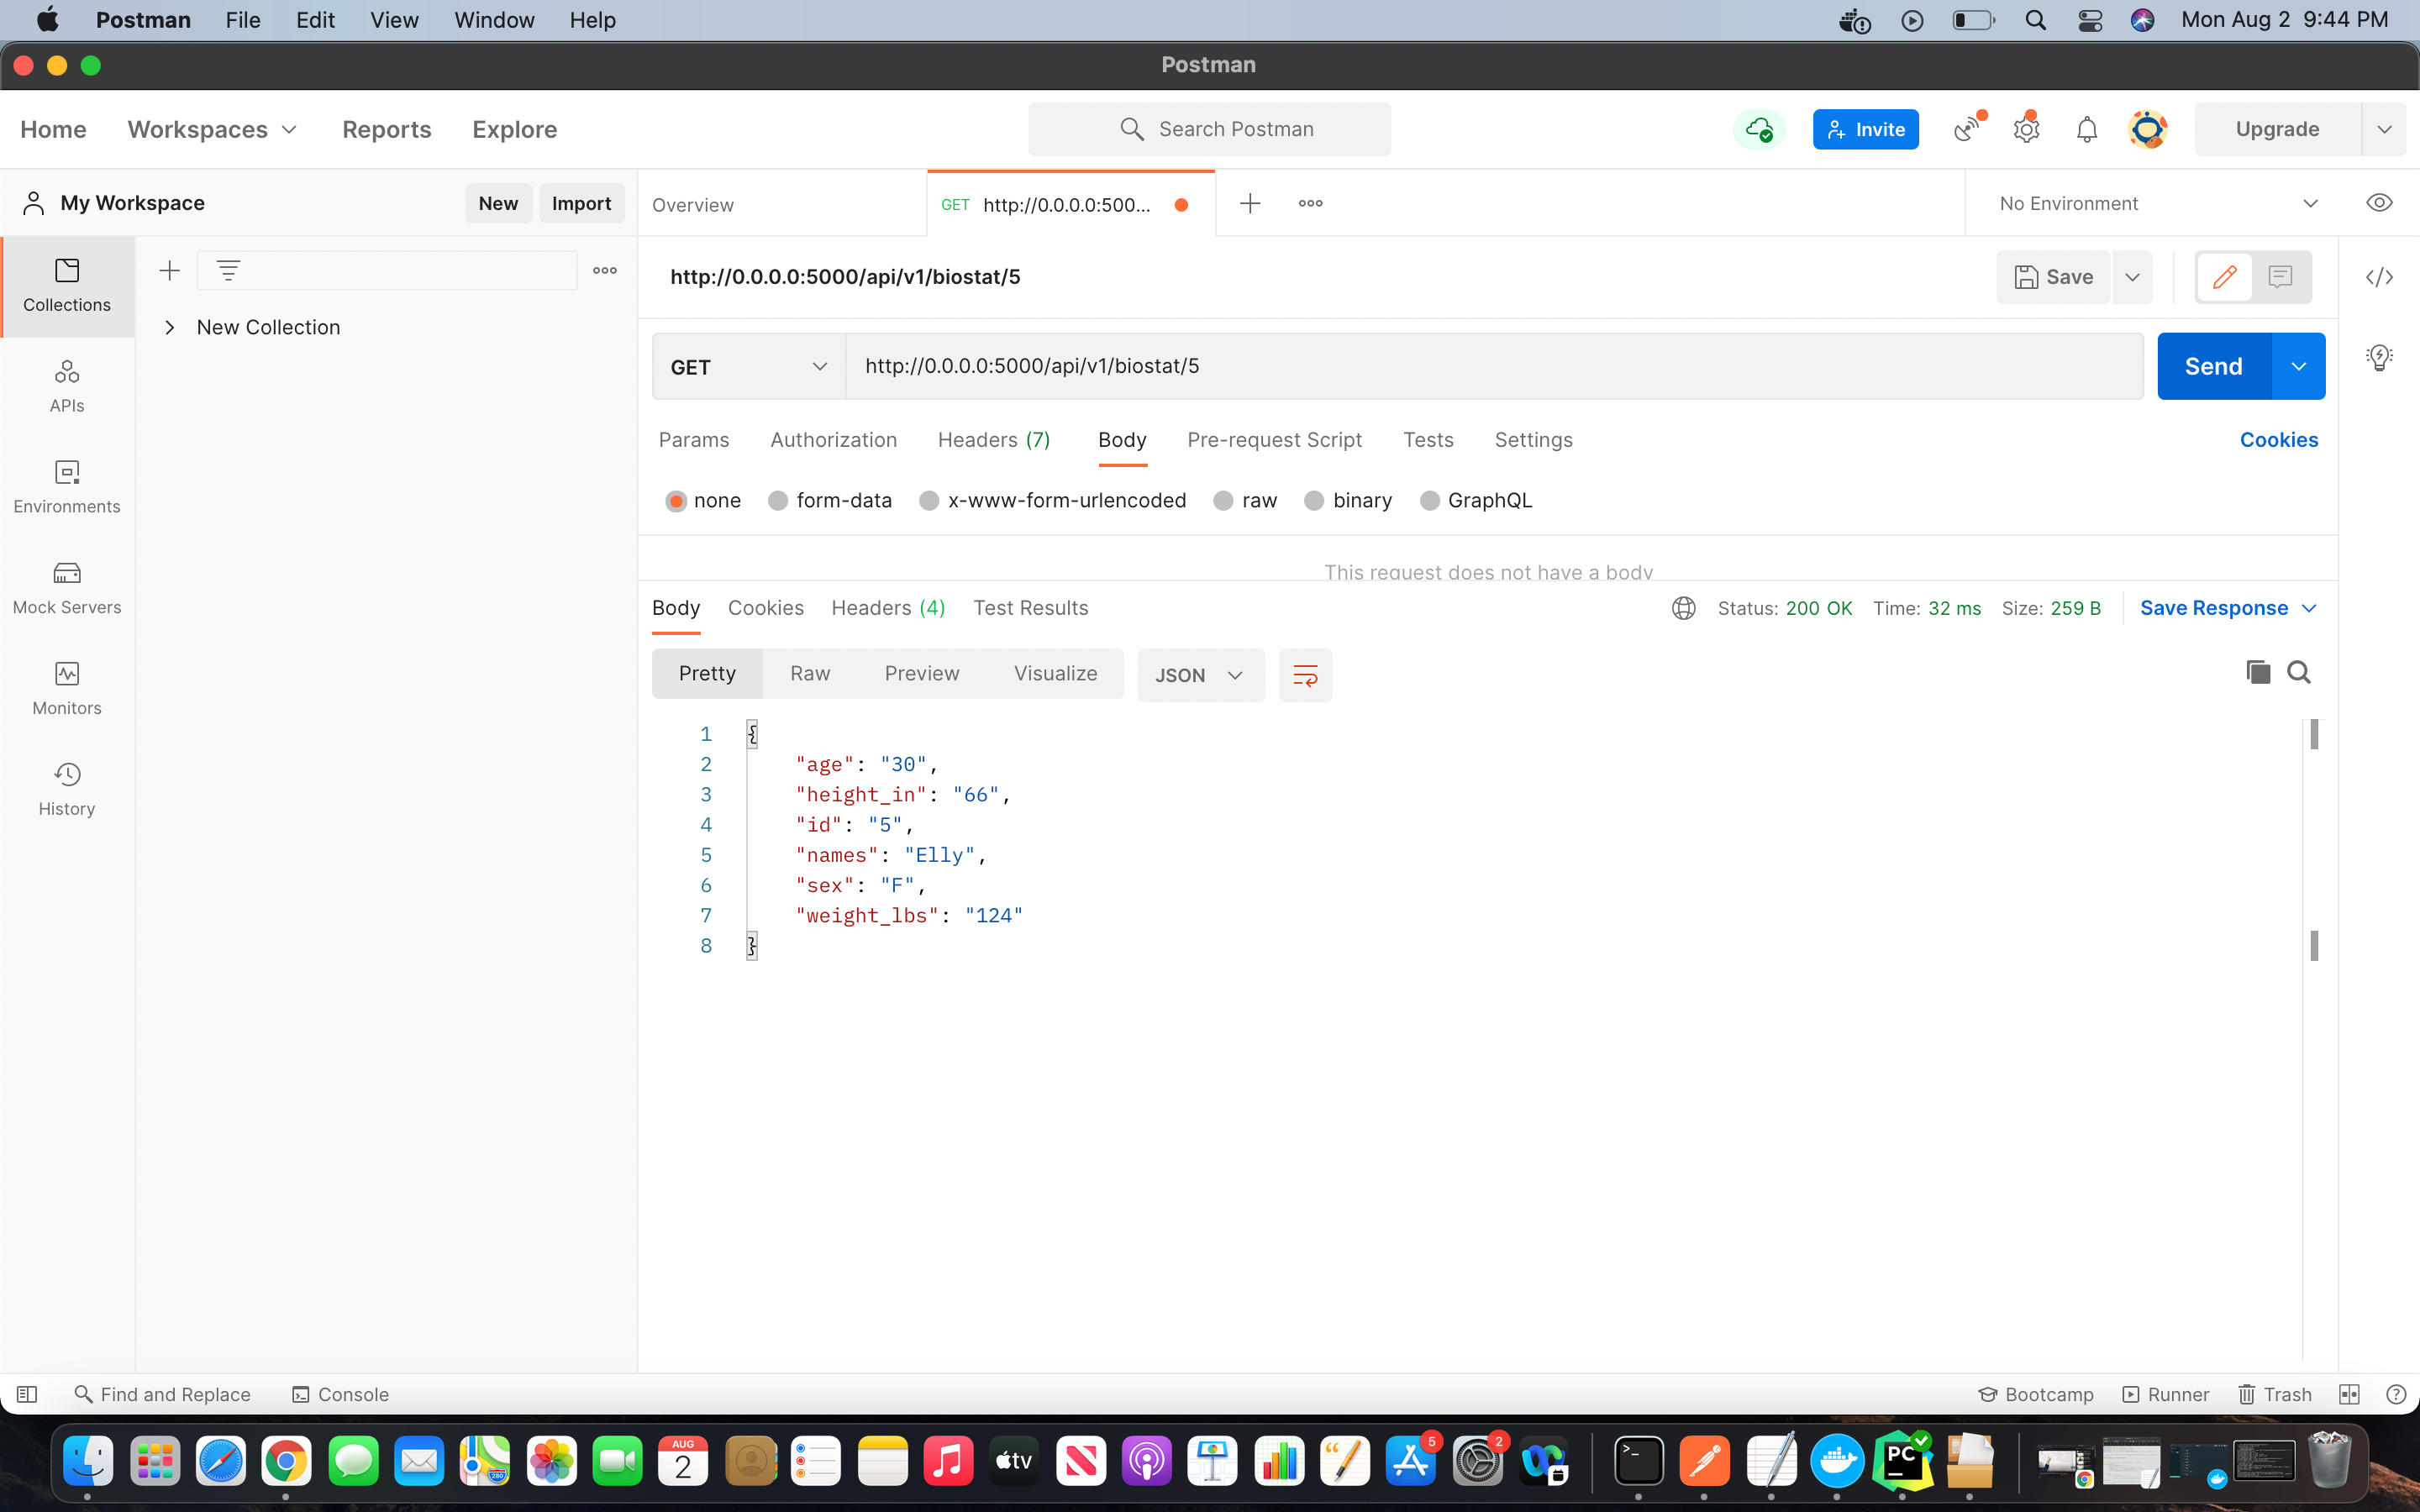 Postman File Edit View Window Help Mon Aug 2 9:44 PM
Postman
Home Workspaces Reports Explore Search Postman Invite Upgrade
My Workspace New Import Overview GET http://0.0.0.0:500... No Environment
Collections
APIs
Environments
Mock Servers
Monitors
History
New Collection
http://0.0.0.0:5000/api/v1/biostat/5 Save
GET http://0.0.0.0:5000/api/v1/biostat/5 Send
Params Authorization Headers (7) Body Pre-request Script Tests Settings Cookies
none form-data x-www-form-urlencoded raw binary GraphQL
This request does not have a body
Body Cookies Headers (4) Test Results Status: 200 OK Time: 32 ms Size: 259 B Save Response
Pretty Raw Preview Visualize JSON
1 {
2 "age": "30",
3 "height_in": "66",
4 "id": "5",
5 "names": "Elly",
6 "sex": "F",
7 "weight_lbs": "124"
8 }
Find and Replace Console Bootcamp Runner Trash
280
AUG
2
tv
5
2
PC